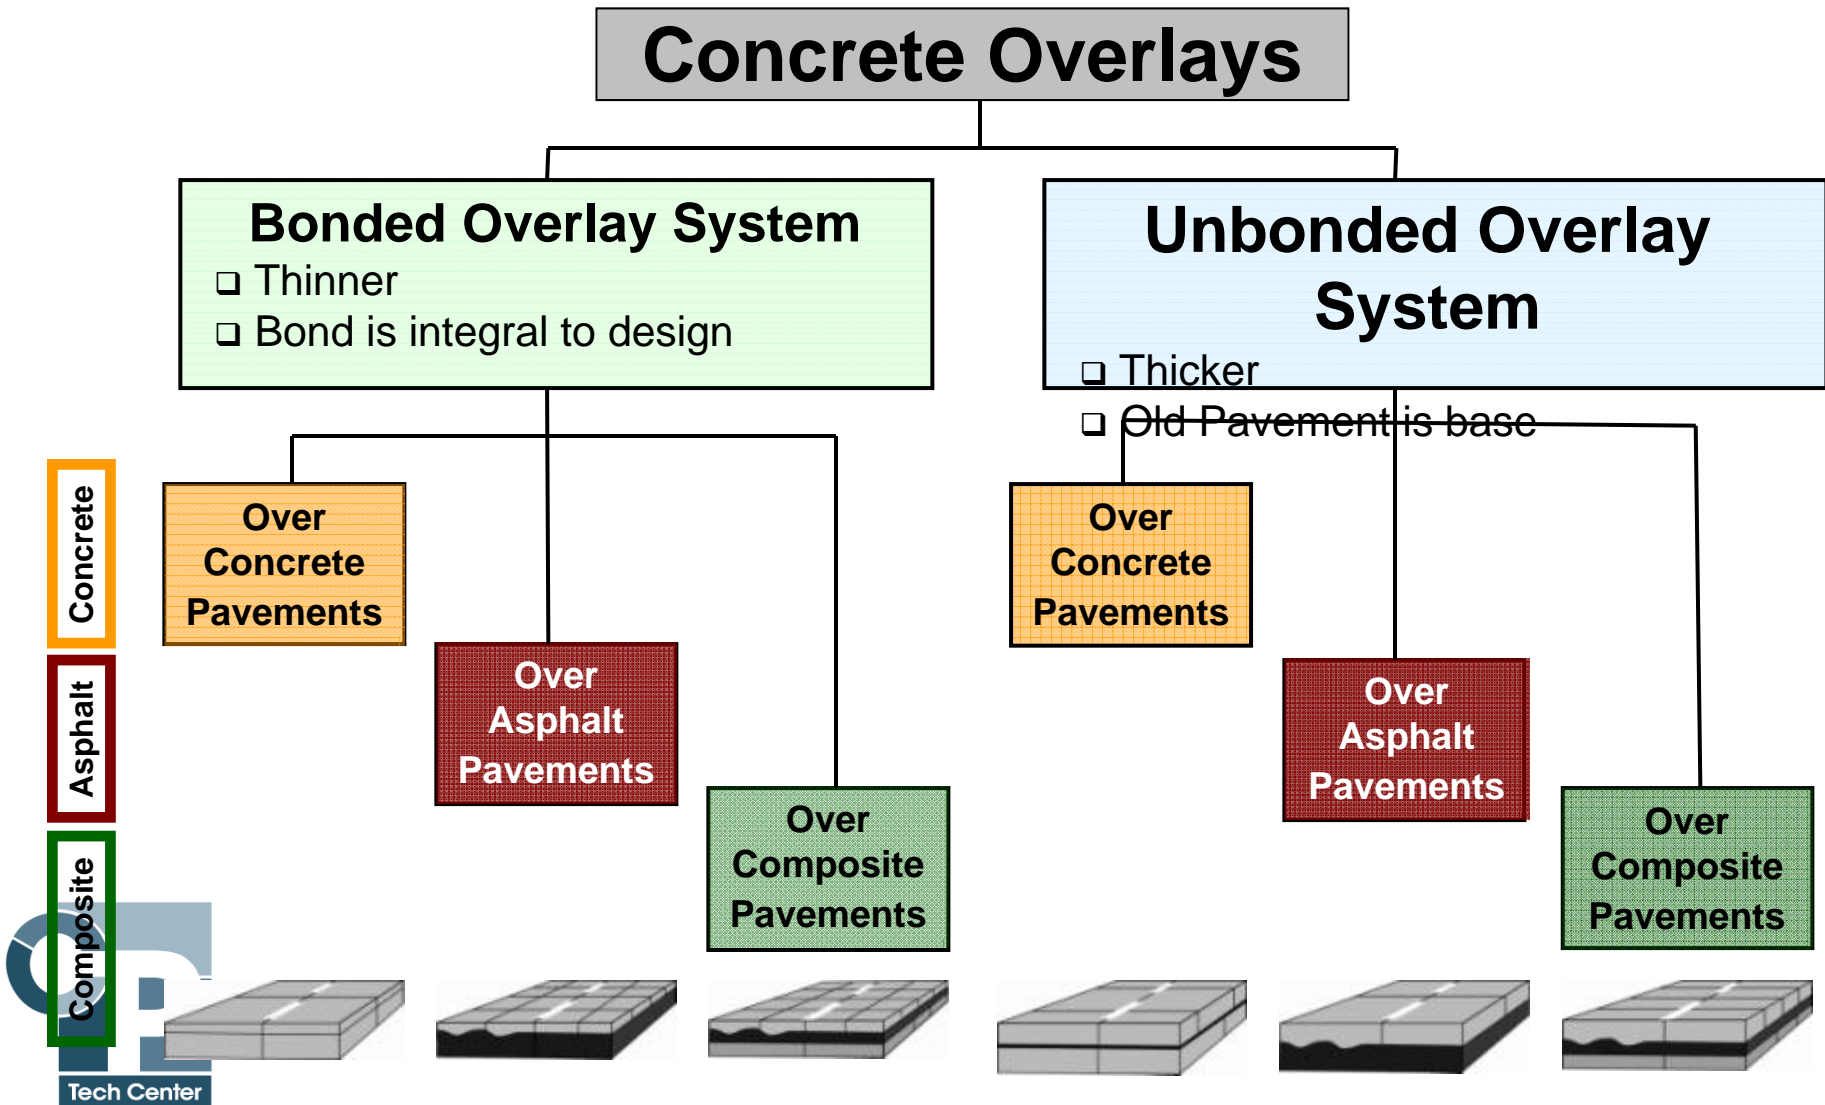 Concrete Overlays
Bonded Overlay System
❑ Thinner
❑ Bond is integral to design
Unbonded Overlay
System
❑ Thicker
❑ Old Pavement is base
Concrete
Asphalt
Composite
Over
Concrete
Pavements
Over
Asphalt
Pavements
Over
Composite
Pavements
Over
Concrete
Pavements
Over
Asphalt
Pavements
Over
Composite
Pavements
Tech Center